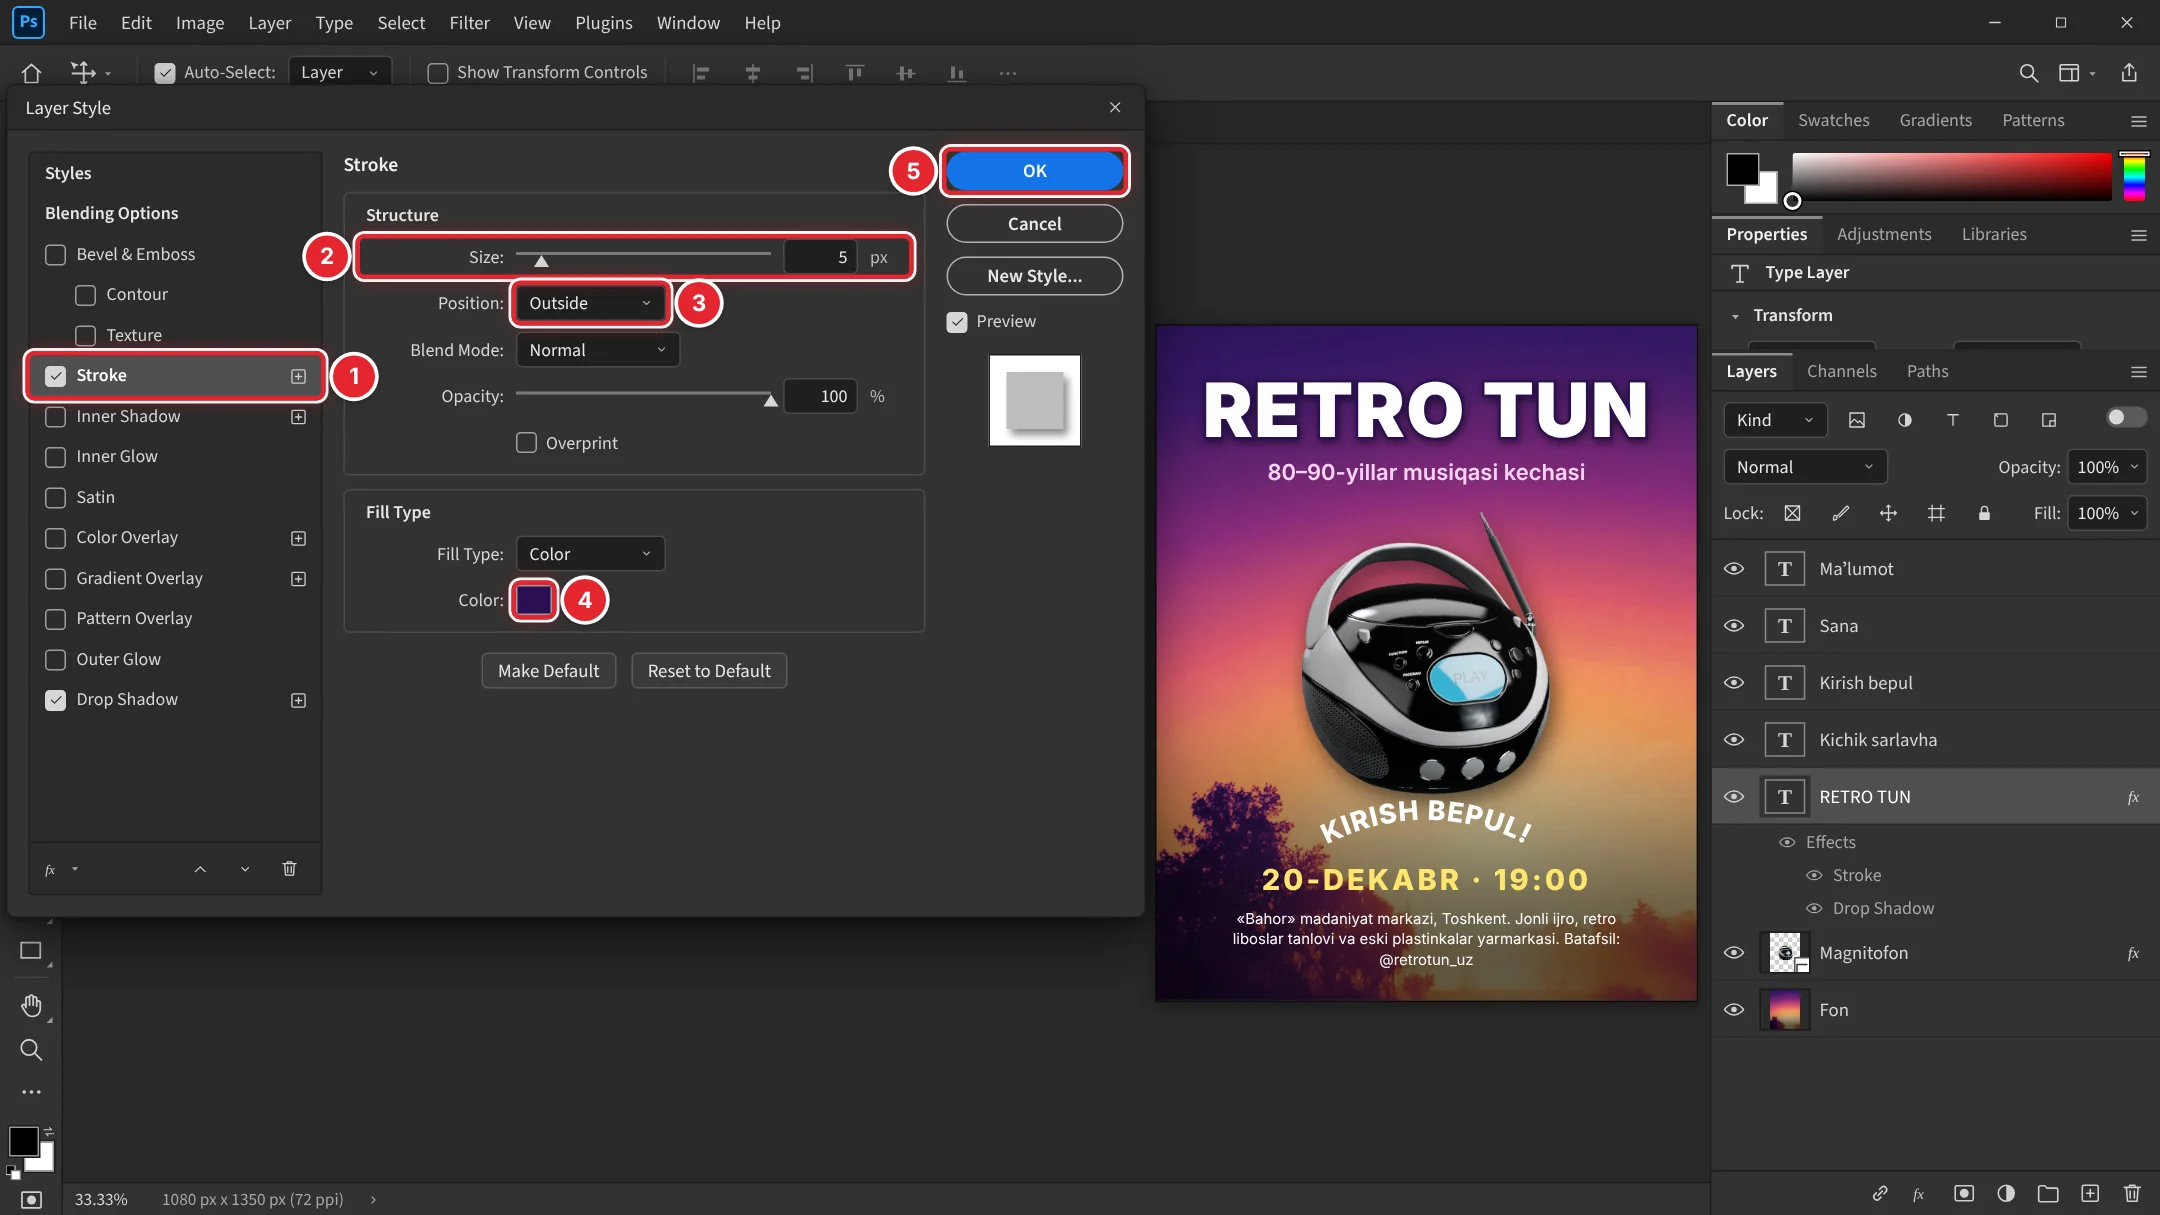 Ps File Edit Image Layer Type Select Filter View Plugins Window Help
Auto-Select: Layer Show Transform Controls
Layer Style
Styles
Blending Options
Bevel & Emboss
Contour
Texture
Stroke 1
Inner Shadow
Inner Glow
Satin
Color Overlay
Gradient Overlay
Pattern Overlay
Outer Glow
Drop Shadow
fx
Stroke
Structure
2 Size: 5 px
Position: Outside 3
Blend Mode: Normal
Opacity: 100 %
Overprint
Fill Type
Fill Type: Color
Color: 4
Make Default Reset to Default
5 OK
Cancel
New Style...
Preview
RETRO TUN
80–90-yillar musiqasi kechasi
PLAY
KIRISH BEPUL!
20-DEKABR · 19:00
«Bahor» madaniyat markazi, Toshkent. Jonli ijro, retro
liboslar tanlovi va eski plastinkalar yarmarkasi. Batafsil:
@retrotun_uz
Color Swatches Gradients Patterns
Properties Adjustments Libraries
Type Layer
Transform
Layers Channels Paths
Kind
Normal Opacity: 100%
Lock: Fill: 100%
T Ma’lumot
T Sana
T Kirish bepul
T Kichik sarlavha
T RETRO TUN fx
Effects
Stroke
Drop Shadow
Magnitofon fx
Fon
fx
33.33% 1080 px x 1350 px (72 ppi)